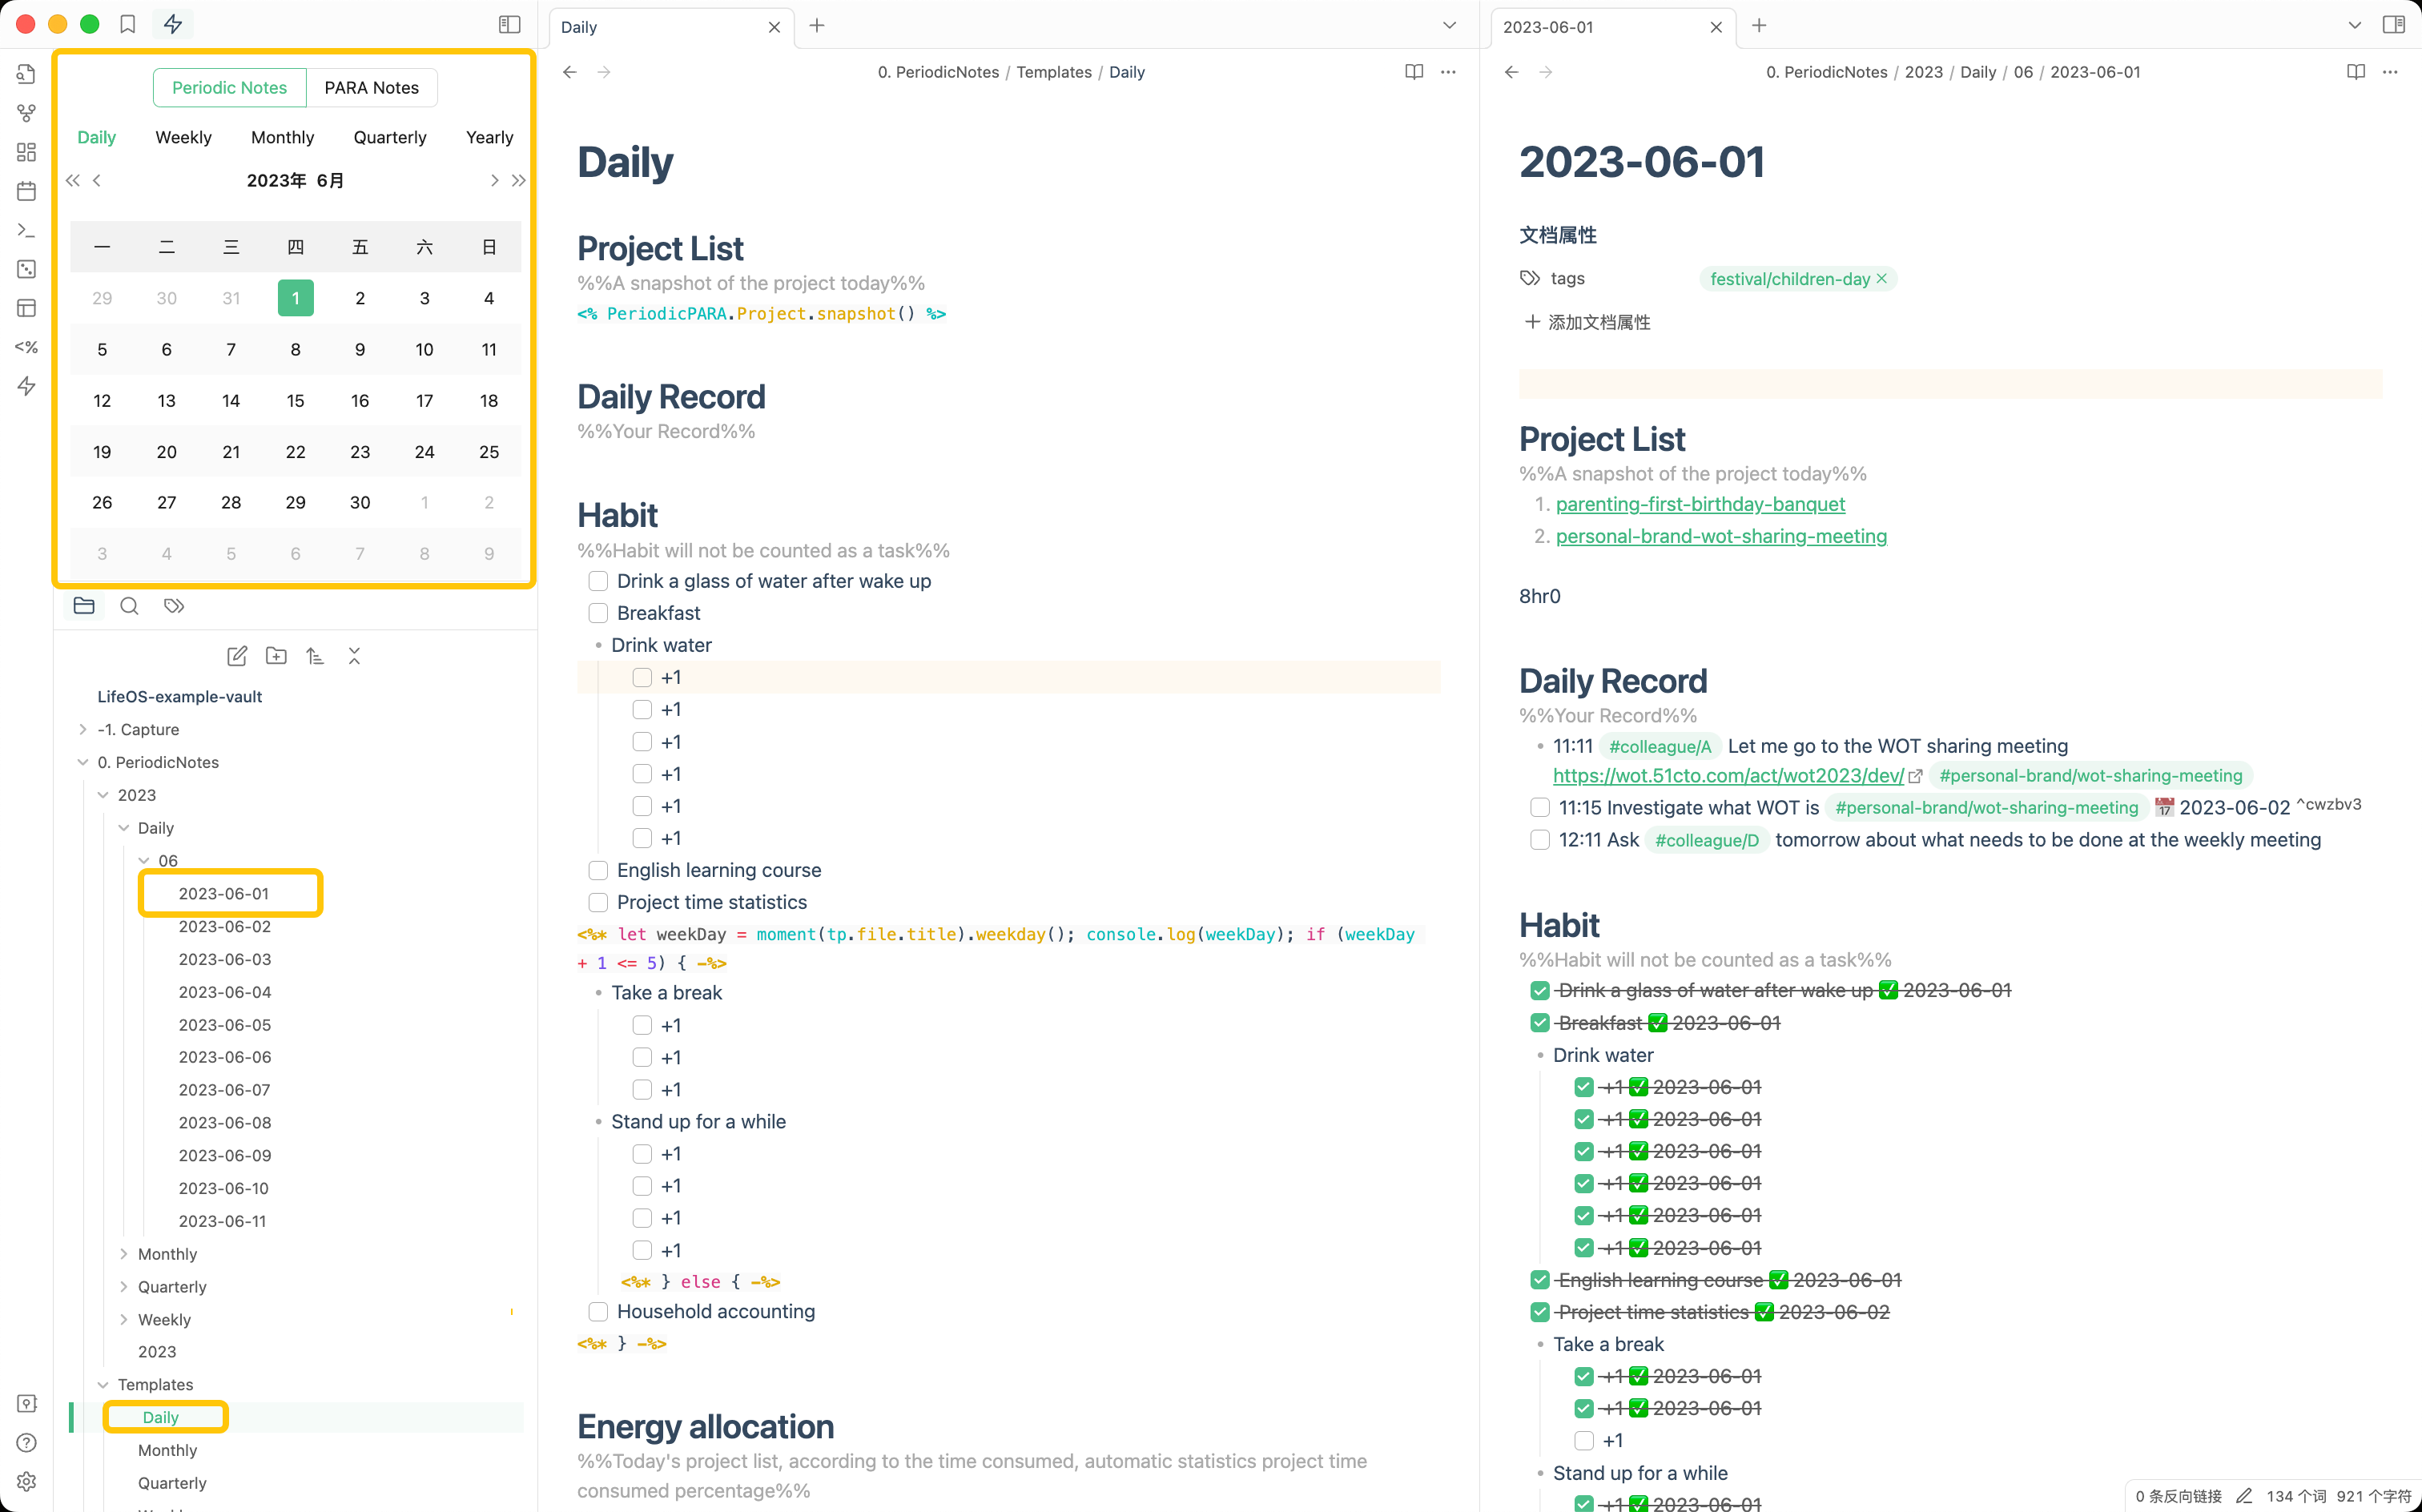 Periodic Notes PARA Notes
Daily Weekly Monthly Quarterly Yearly
2023年 6月
一 二 三 四 五 六 日
29 30 31 1 2 3 4
5 6 7 8 9 10 11
12 13 14 15 16 17 18
19 20 21 22 23 24 25
26 27 28 29 30 1 2
3 4 5 6 7 8 9
<%
LifeOS-example-vault
-1. Capture
0. PeriodicNotes
2023
Daily
06
2023-06-01
2023-06-02
2023-06-03
2023-06-04
2023-06-05
2023-06-06
2023-06-07
2023-06-08
2023-06-09
2023-06-10
2023-06-11
Monthly
Quarterly
Weekly
2023
Templates
Daily
Monthly
Quarterly
Daily
0. PeriodicNotes / Templates / Daily
Daily
Project List
%%A snapshot of the project today%%
<% PeriodicPARA.Project.snapshot() %>
Daily Record
%%Your Record%%
Habit
%%Habit will not be counted as a task%%
Drink a glass of water after wake up
Breakfast
Drink water
+1
+1
+1
+1
+1
+1
English learning course
Project time statistics
<%* let weekDay = moment(tp.file.title).weekday(); console.log(weekDay); if (weekDay
+ 1 <= 5) { -%>
Take a break
+1
+1
+1
Stand up for a while
+1
+1
+1
+1
<%* } else { -%>
Household accounting
<%* } -%>
Energy allocation
%%Today's project list, according to the time consumed, automatic statistics project time
consumed percentage%%
2023-06-01
0. PeriodicNotes / 2023 / Daily / 06 / 2023-06-01
2023-06-01
文档属性
tags festival/children-day
添加文档属性
Project List
%%A snapshot of the project today%%
1. parenting-first-birthday-banquet
2. personal-brand-wot-sharing-meeting
8hr0
Daily Record
%%Your Record%%
11:11 #colleague/A Let me go to the WOT sharing meeting
https://wot.51cto.com/act/wot2023/dev/ #personal-brand/wot-sharing-meeting
11:15 Investigate what WOT is #personal-brand/wot-sharing-meeting 📅 2023-06-02 ^cwzbv3
12:11 Ask #colleague/D tomorrow about what needs to be done at the weekly meeting
Habit
%%Habit will not be counted as a task%%
Drink a glass of water after wake up ✅ 2023-06-01
Breakfast ✅ 2023-06-01
Drink water
+1 ✅ 2023-06-01
+1 ✅ 2023-06-01
+1 ✅ 2023-06-01
+1 ✅ 2023-06-01
+1 ✅ 2023-06-01
+1 ✅ 2023-06-01
English learning course ✅ 2023-06-01
Project time statistics ✅ 2023-06-02
Take a break
+1 ✅ 2023-06-01
+1 ✅ 2023-06-01
+1
Stand up for a while
+1 ✅ 2023-06-01
0 条反向链接 134 个词 921 个字符